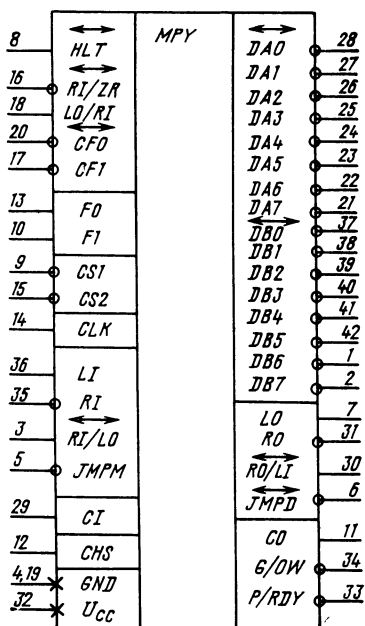 8 HLT MPY DA0 28
DA1 27
16 RI/ZR DA2 26
18 LO/RI DA3 25
20 CF0 DA4 24
17 CF1 DA5 23
DA6 22
DA7 21
13 F0 DB0 37
10 F1 DB1 38
9 CS1 DB2 39
15 CS2 DB3 40
14 CLK DB4 41
DB5 42
36 LI DB6 1
35 RI DB7 2
3 RI/LO LO 7
RO 31
5 JMPM RO/LI 30
JMPD 6
29 CI CO 11
12 CHS G/OW 34
4,19 GND P/RDY 33
32 UCC